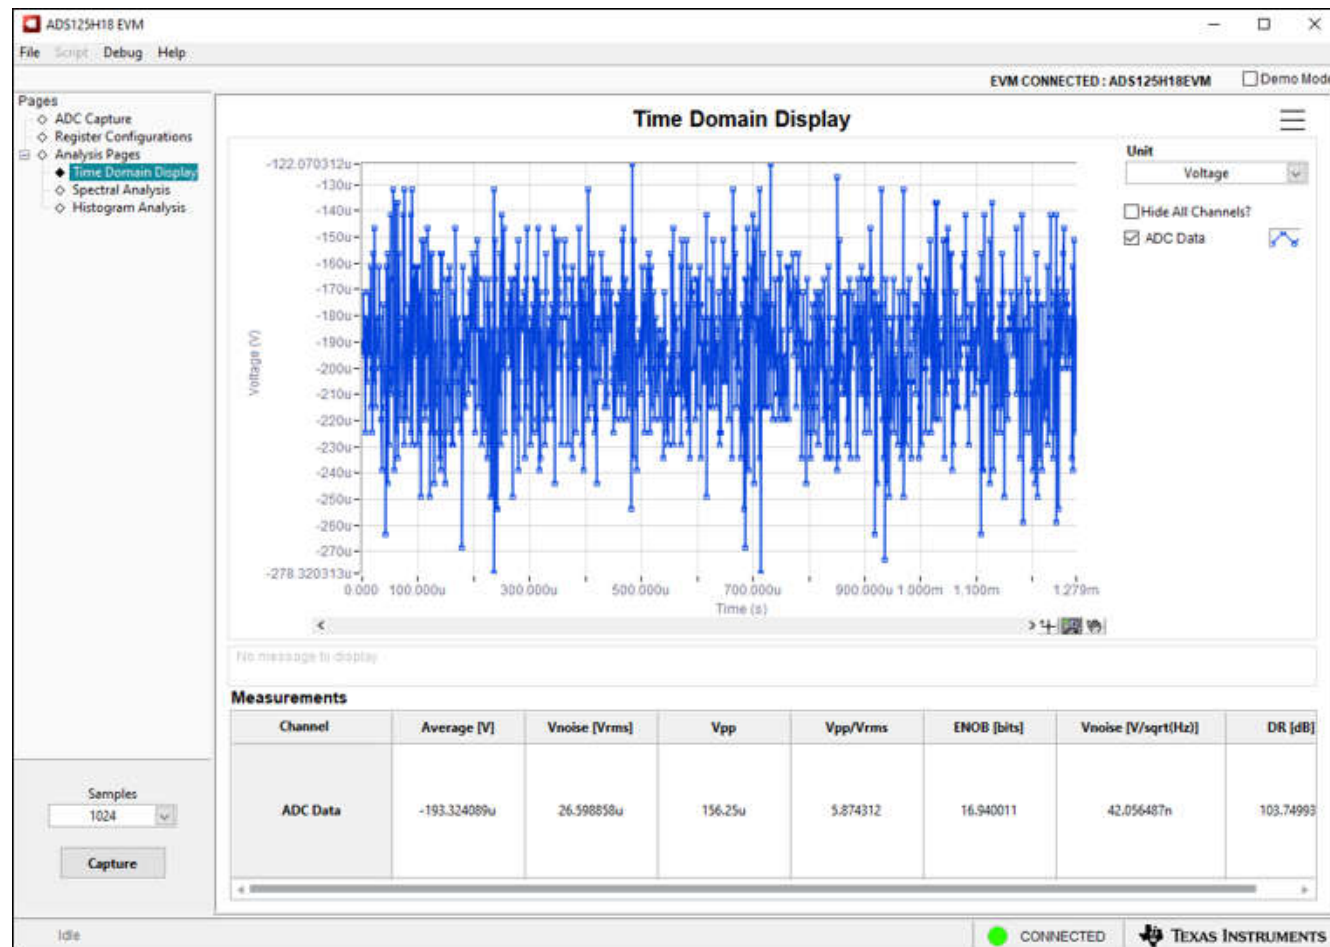 ADS125H18 EVM
File Script Debug Help
EVM CONNECTED : ADS125H18EVM Demo Mode
Pages
ADC Capture
Register Configurations
Analysis Pages
Time Domain Display
Spectral Analysis
Histogram Analysis
Time Domain Display
Unit
Voltage
Hide All Channels?
ADC Data
Voltage (V)
-122.070312u
-130u
-140u
-150u
-160u
-170u
-180u
-190u
-200u
-210u
-220u
-230u
-240u
-250u
-260u
-270u
-278.320313u
0.000 100.000u 300.000u 500.000u 700.000u 900.000u 1.000m 1.100m 1.279m
Time (s)
No message to display
Measurements
Channel Average [V] Vnoise [Vrms] Vpp Vpp/Vrms ENOB [bits] Vnoise [V/sqrt(Hz)] DR [dB]
ADC Data -193.324089u 26.598858u 156.25u 5.874312 16.940011 42.056487n 103.74993
Samples
1024
Capture
Idle CONNECTED TEXAS INSTRUMENTS